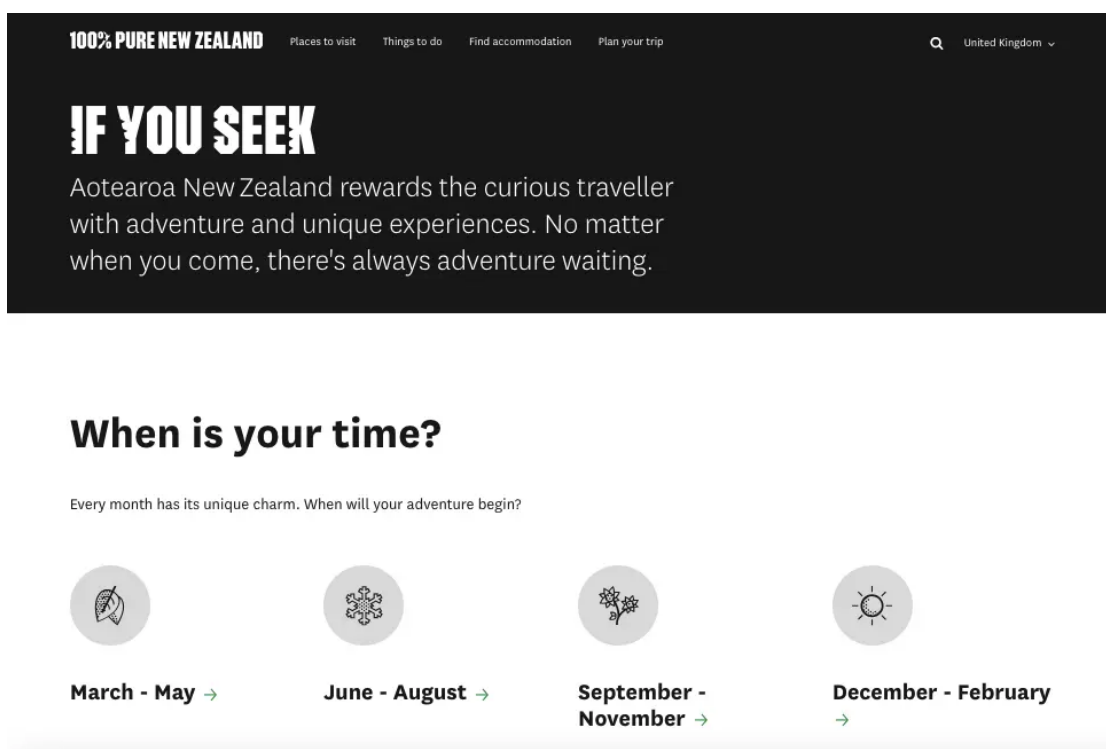 100% PURE NEW ZEALAND Places to visit Things to do Find accommodation Plan your trip United Kingdom
IF YOU SEEK
Aotearoa New Zealand rewards the curious traveller
with adventure and unique experiences. No matter
when you come, there's always adventure waiting.
When is your time?
Every month has its unique charm. When will your adventure begin?
March - May →
June - August →
September -
November →
December - February
→